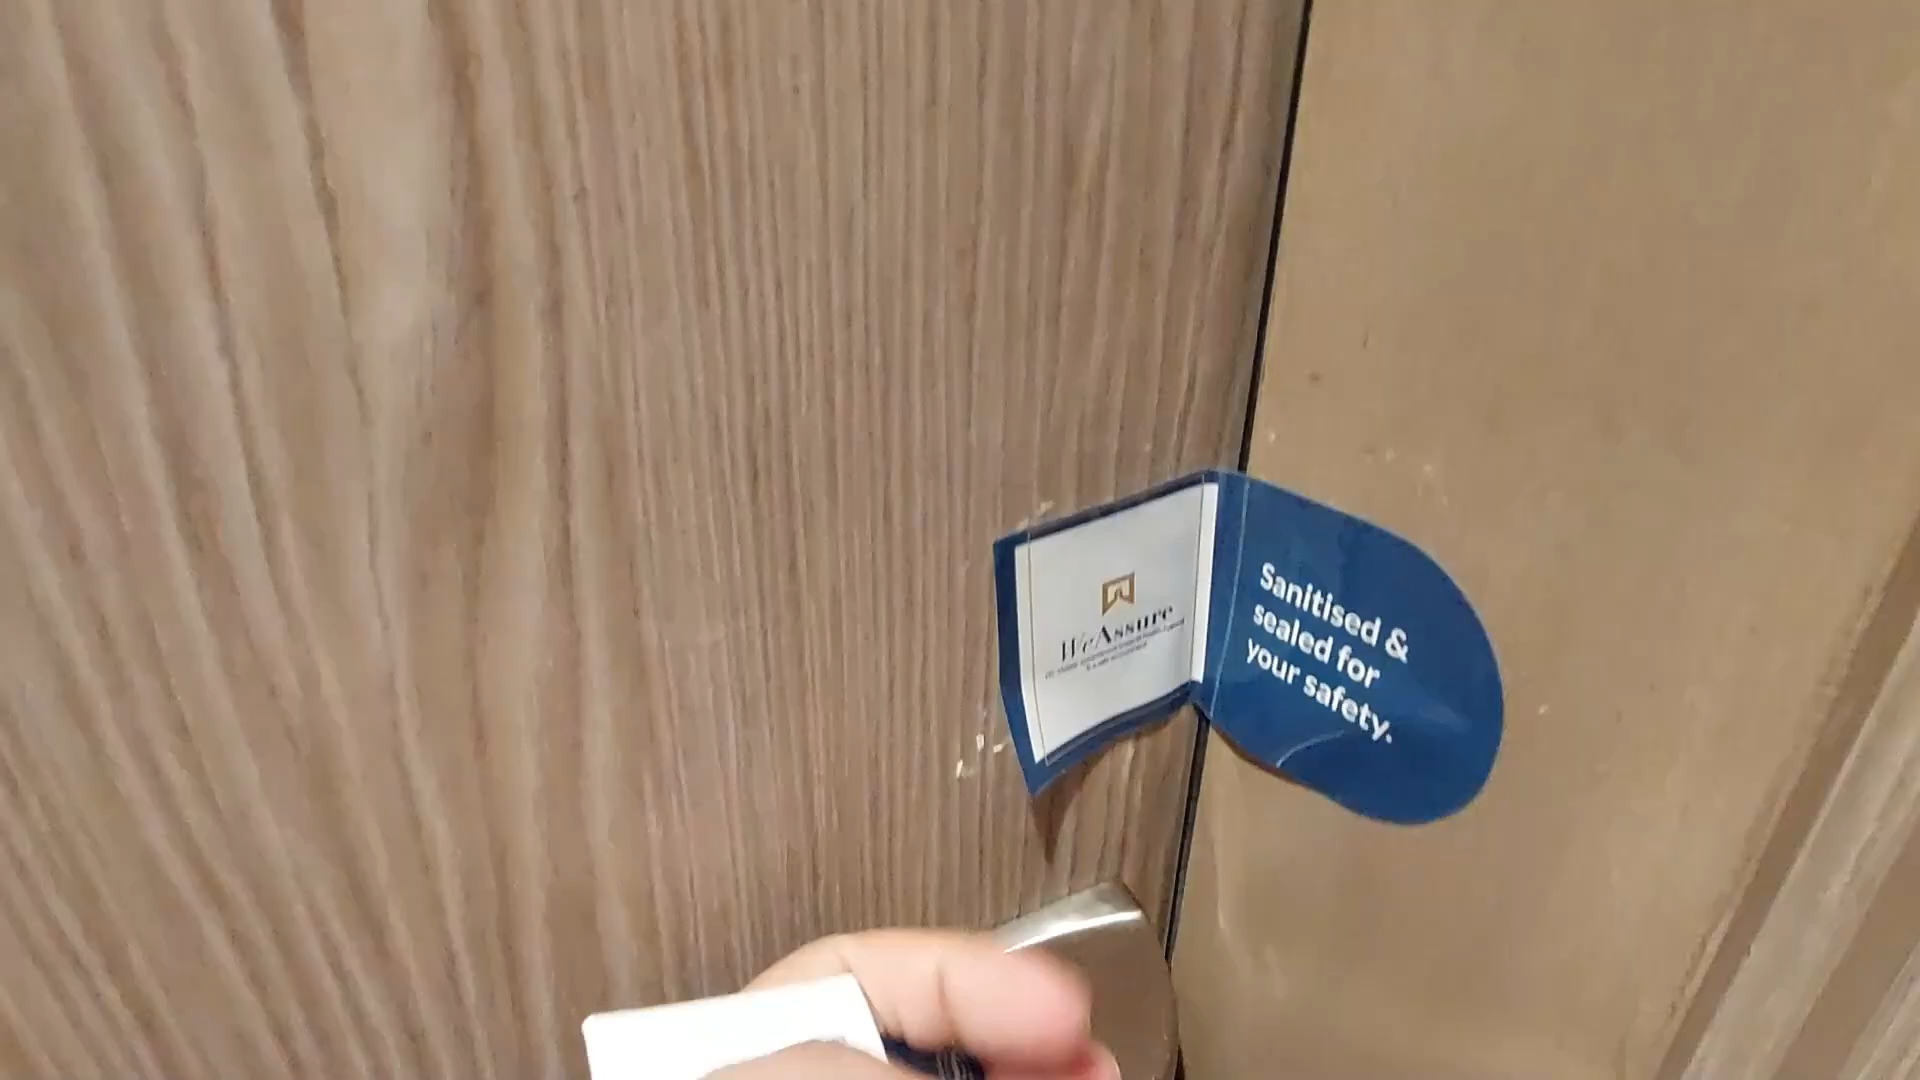 WeAssure
Sanitised &
sealed for
your safety.